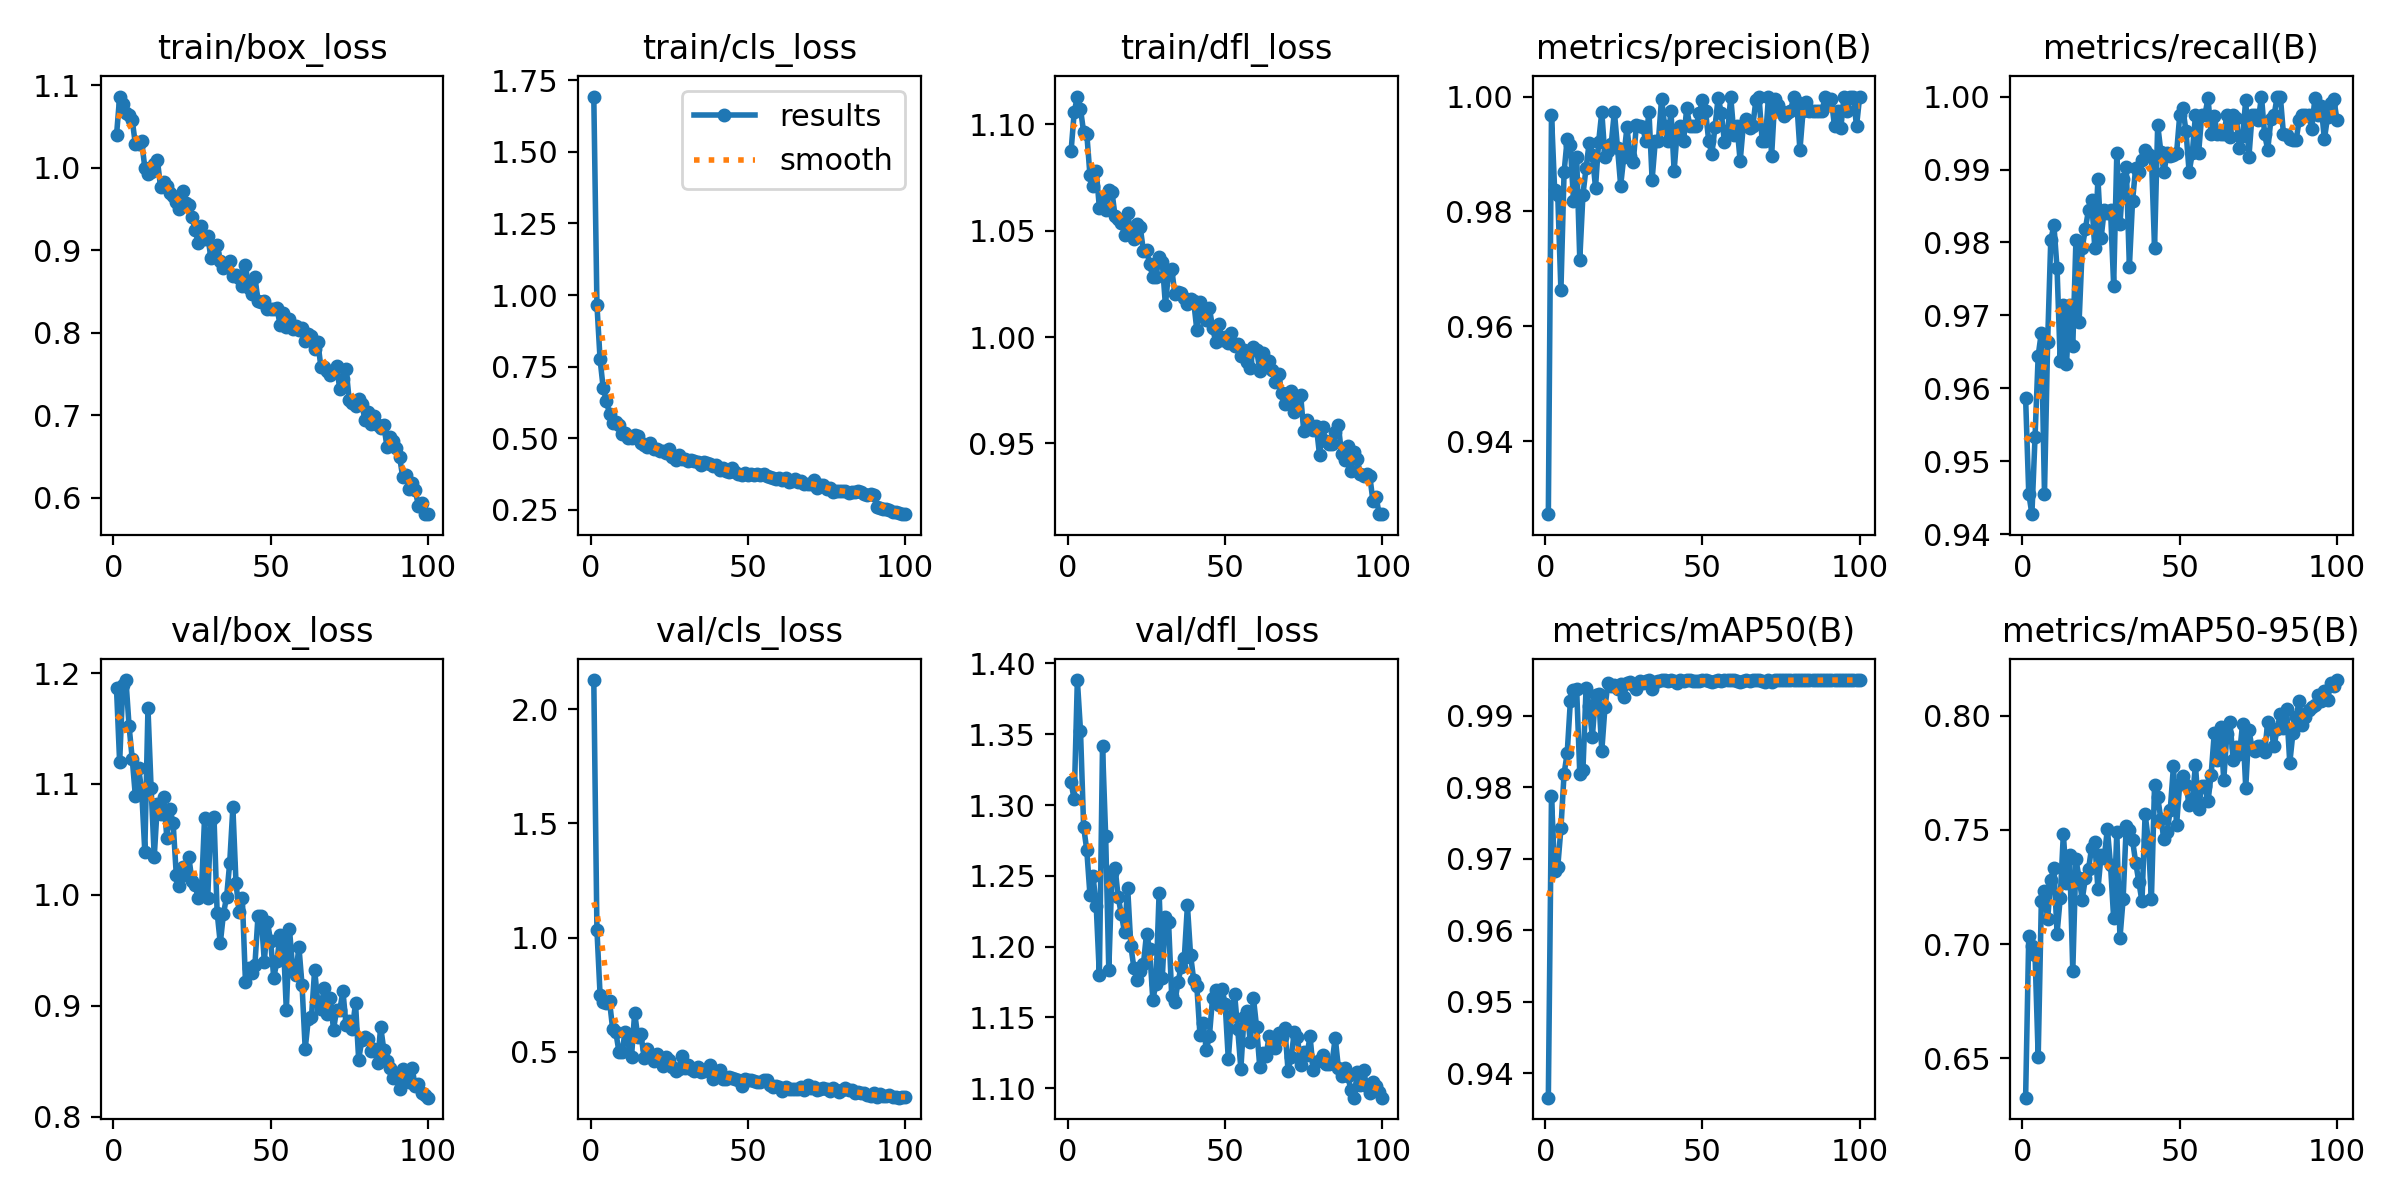 train/box_loss
1.1
1.0
0.9
0.8
0.7
0.6
0 50 100
train/cls_loss
1.75
1.50
1.25
1.00
0.75
0.50
0.25
results
smooth
0 50 100
train/dfl_loss
1.10
1.05
1.00
0.95
0 50 100
metrics/precision(B)
1.00
0.98
0.96
0.94
0 50 100
metrics/recall(B)
1.00
0.99
0.98
0.97
0.96
0.95
0.94
0 50 100
val/box_loss
1.2
1.1
1.0
0.9
0.8
0 50 100
val/cls_loss
2.0
1.5
1.0
0.5
0 50 100
val/dfl_loss
1.40
1.35
1.30
1.25
1.20
1.15
1.10
0 50 100
metrics/mAP50(B)
0.99
0.98
0.97
0.96
0.95
0.94
0 50 100
metrics/mAP50-95(B)
0.80
0.75
0.70
0.65
0 50 100